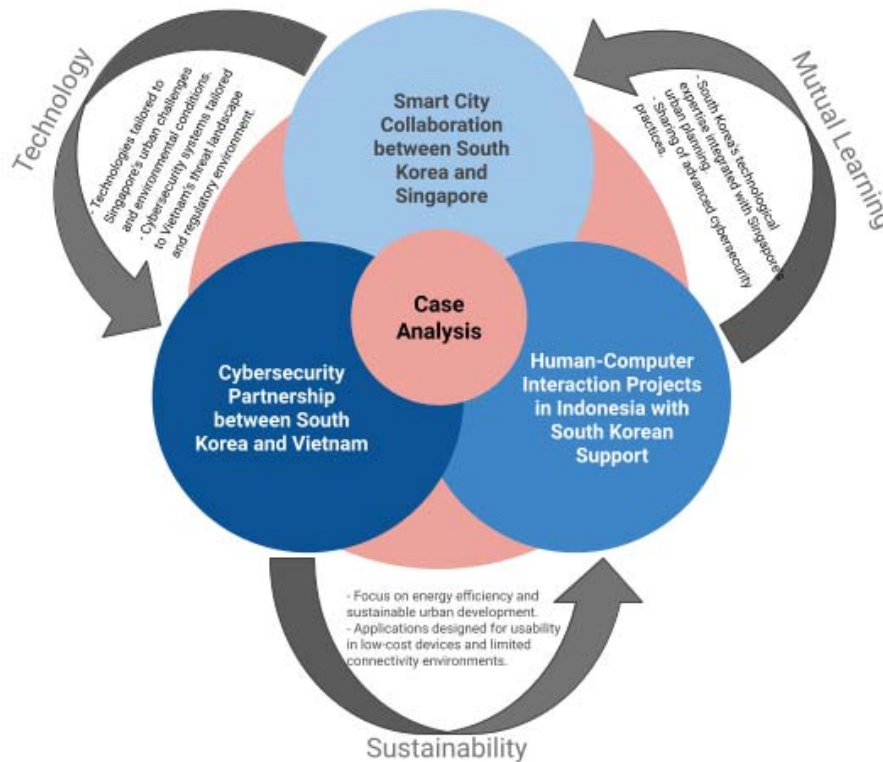 Technology
- Technologies tailored to
Singapore's urban challenges
and environmental conditions.
- Cybersecurity systems tailored
to Vietnam's threat landscape
and regulatory environment.
Smart City
Collaboration
between South
Korea and
Singapore
Mutual Learning
- South Korea's technological
expertise integrated with Singapore's
urban planning.
- Sharing of advanced cybersecurity
practices.
Case
Analysis
Cybersecurity
Partnership
between South
Korea and Vietnam
Human-Computer
Interaction Projects
in Indonesia with
South Korean
Support
- Focus on energy efficiency and
sustainable urban development.
- Applications designed for usability
in low-cost devices and limited
connectivity environments.
Sustainability